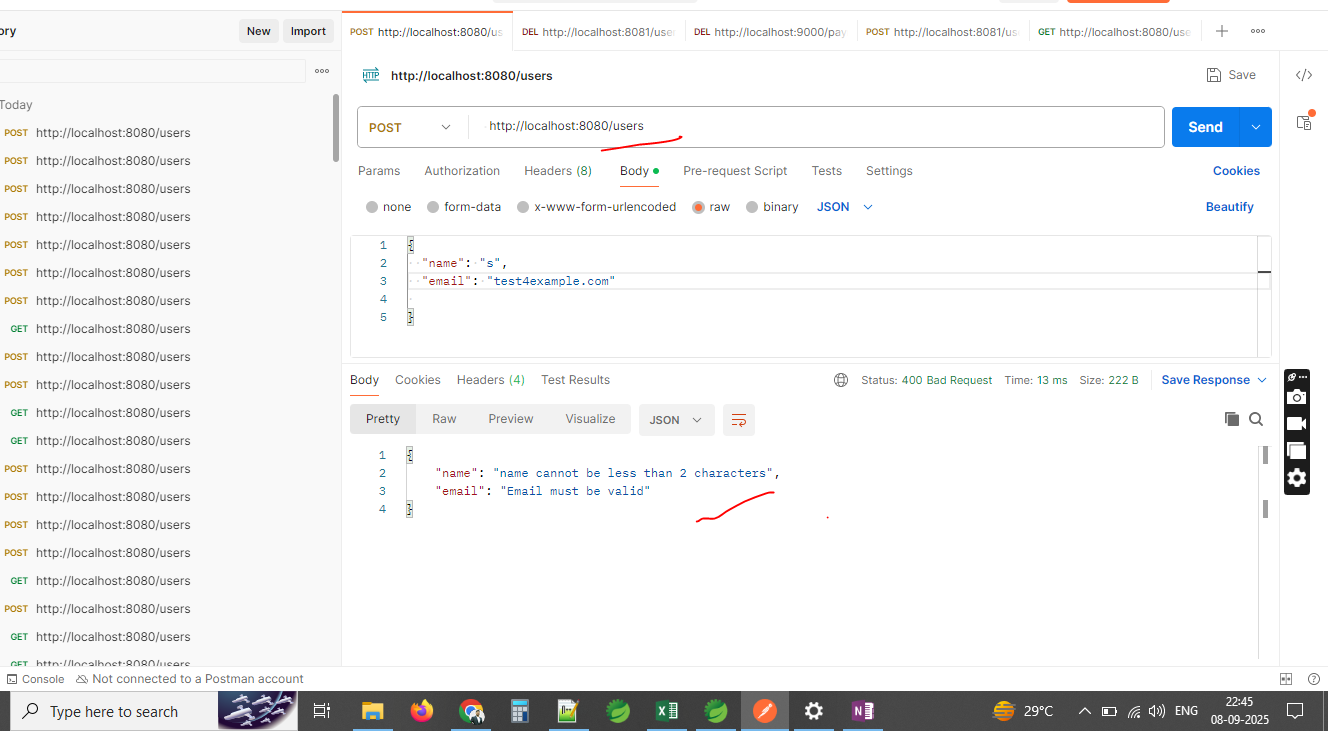 ory
New
Import
POST http://localhost:8080/us
DEL http://localhost:8081/user
DEL http://localhost:9000/pay
POST http://localhost:8081/us
GET http://localhost:8080/use
HTTP http://localhost:8080/users
Save
POST
http://localhost:8080/users
Send
Params
Authorization
Headers (8)
Body
Pre-request Script
Tests
Settings
Cookies
none
form-data
x-www-form-urlencoded
raw
binary
JSON
Beautify
1 {
2 "name": "s",
3 "email": "test4example.com"
4
5 }
Body
Cookies
Headers (4)
Test Results
Status: 400 Bad Request
Time: 13 ms
Size: 222 B
Save Response
Pretty
Raw
Preview
Visualize
JSON
1 {
2 "name": "name cannot be less than 2 characters",
3 "email": "Email must be valid"
4 }
Today
POST http://localhost:8080/users
POST http://localhost:8080/users
POST http://localhost:8080/users
POST http://localhost:8080/users
POST http://localhost:8080/users
POST http://localhost:8080/users
POST http://localhost:8080/users
GET http://localhost:8080/users
POST http://localhost:8080/users
POST http://localhost:8080/users
GET http://localhost:8080/users
GET http://localhost:8080/users
POST http://localhost:8080/users
POST http://localhost:8080/users
POST http://localhost:8080/users
POST http://localhost:8080/users
GET http://localhost:8080/users
POST http://localhost:8080/users
GET http://localhost:8080/users
GET http://localhost:8080/users
Console
Not connected to a Postman account
Type here to search
29°C
ENG
22:45
08-09-2025